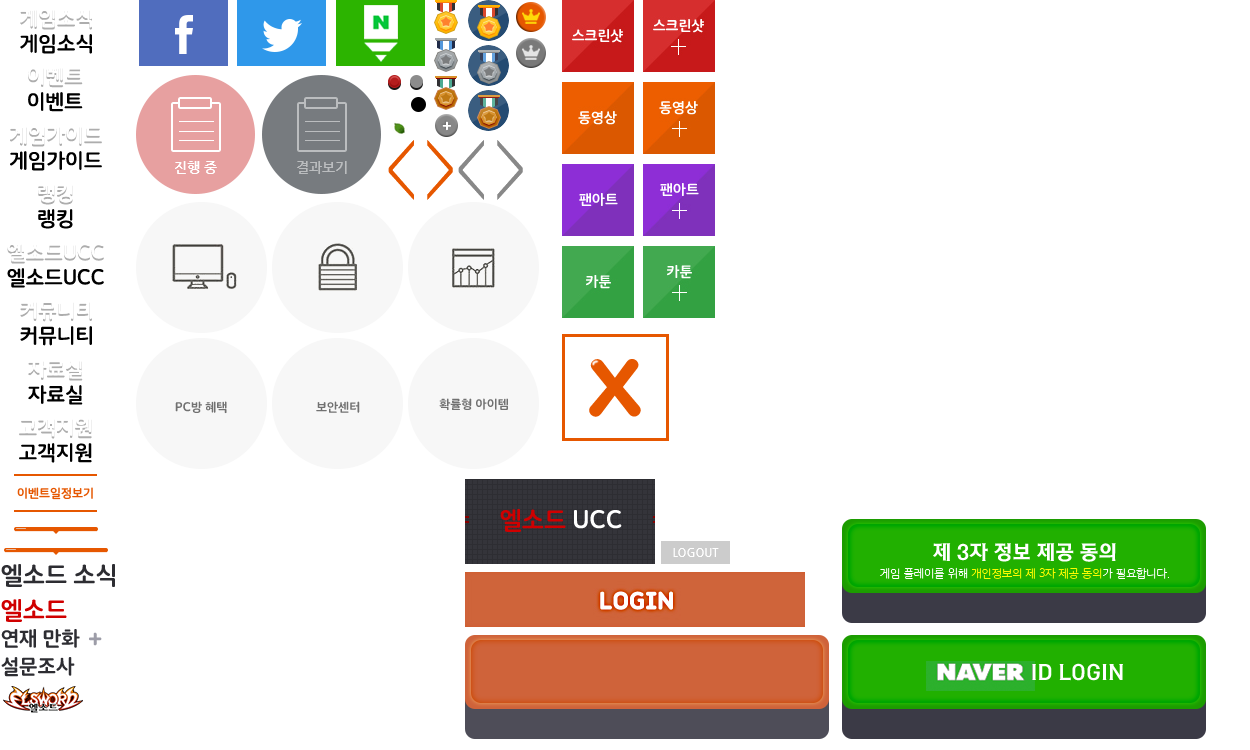 게임소식
게임소식
이벤트
이벤트
게임가이드
게임가이드
랭킹
랭킹
엘소드UCC
엘소드UCC
커뮤니티
커뮤니티
자료실
자료실
고객지원
고객지원
이벤트일정보기
엘소드 소식
엘소드
연재 만화
설문조사
ELSWORD
엘소드
f
N
진행 중
결과보기
PC방 혜택
보안센터
확률형 아이템
스크린샷
스크린샷
동영상
동영상
팬아트
팬아트
카툰
카툰
엘소드 UCC
LOGOUT
LOGIN
제 3자 정보 제공 동의
게임 플레이를 위해 개인정보의 제 3자 제공 동의가 필요합니다.
NAVER ID LOGIN